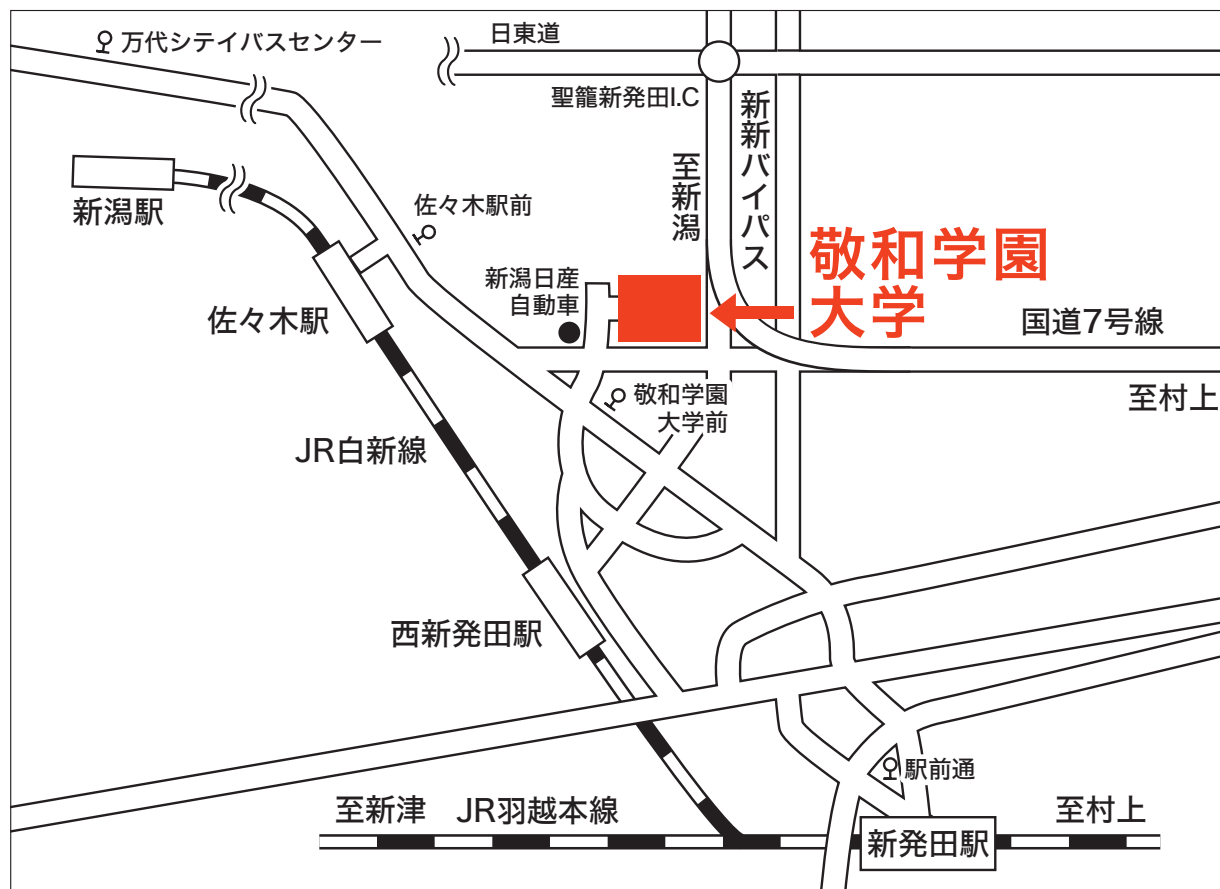 万代シテイバスセンター
日東道
聖籠新発田I.C
新新バイパス
至新潟
新潟駅
佐々木駅前
敬和学園
大学
新潟日産
自動車
佐々木駅
国道7号線
至村上
敬和学園
大学前
JR白新線
西新発田駅
駅前通
至新津
JR羽越本線
至村上
新発田駅